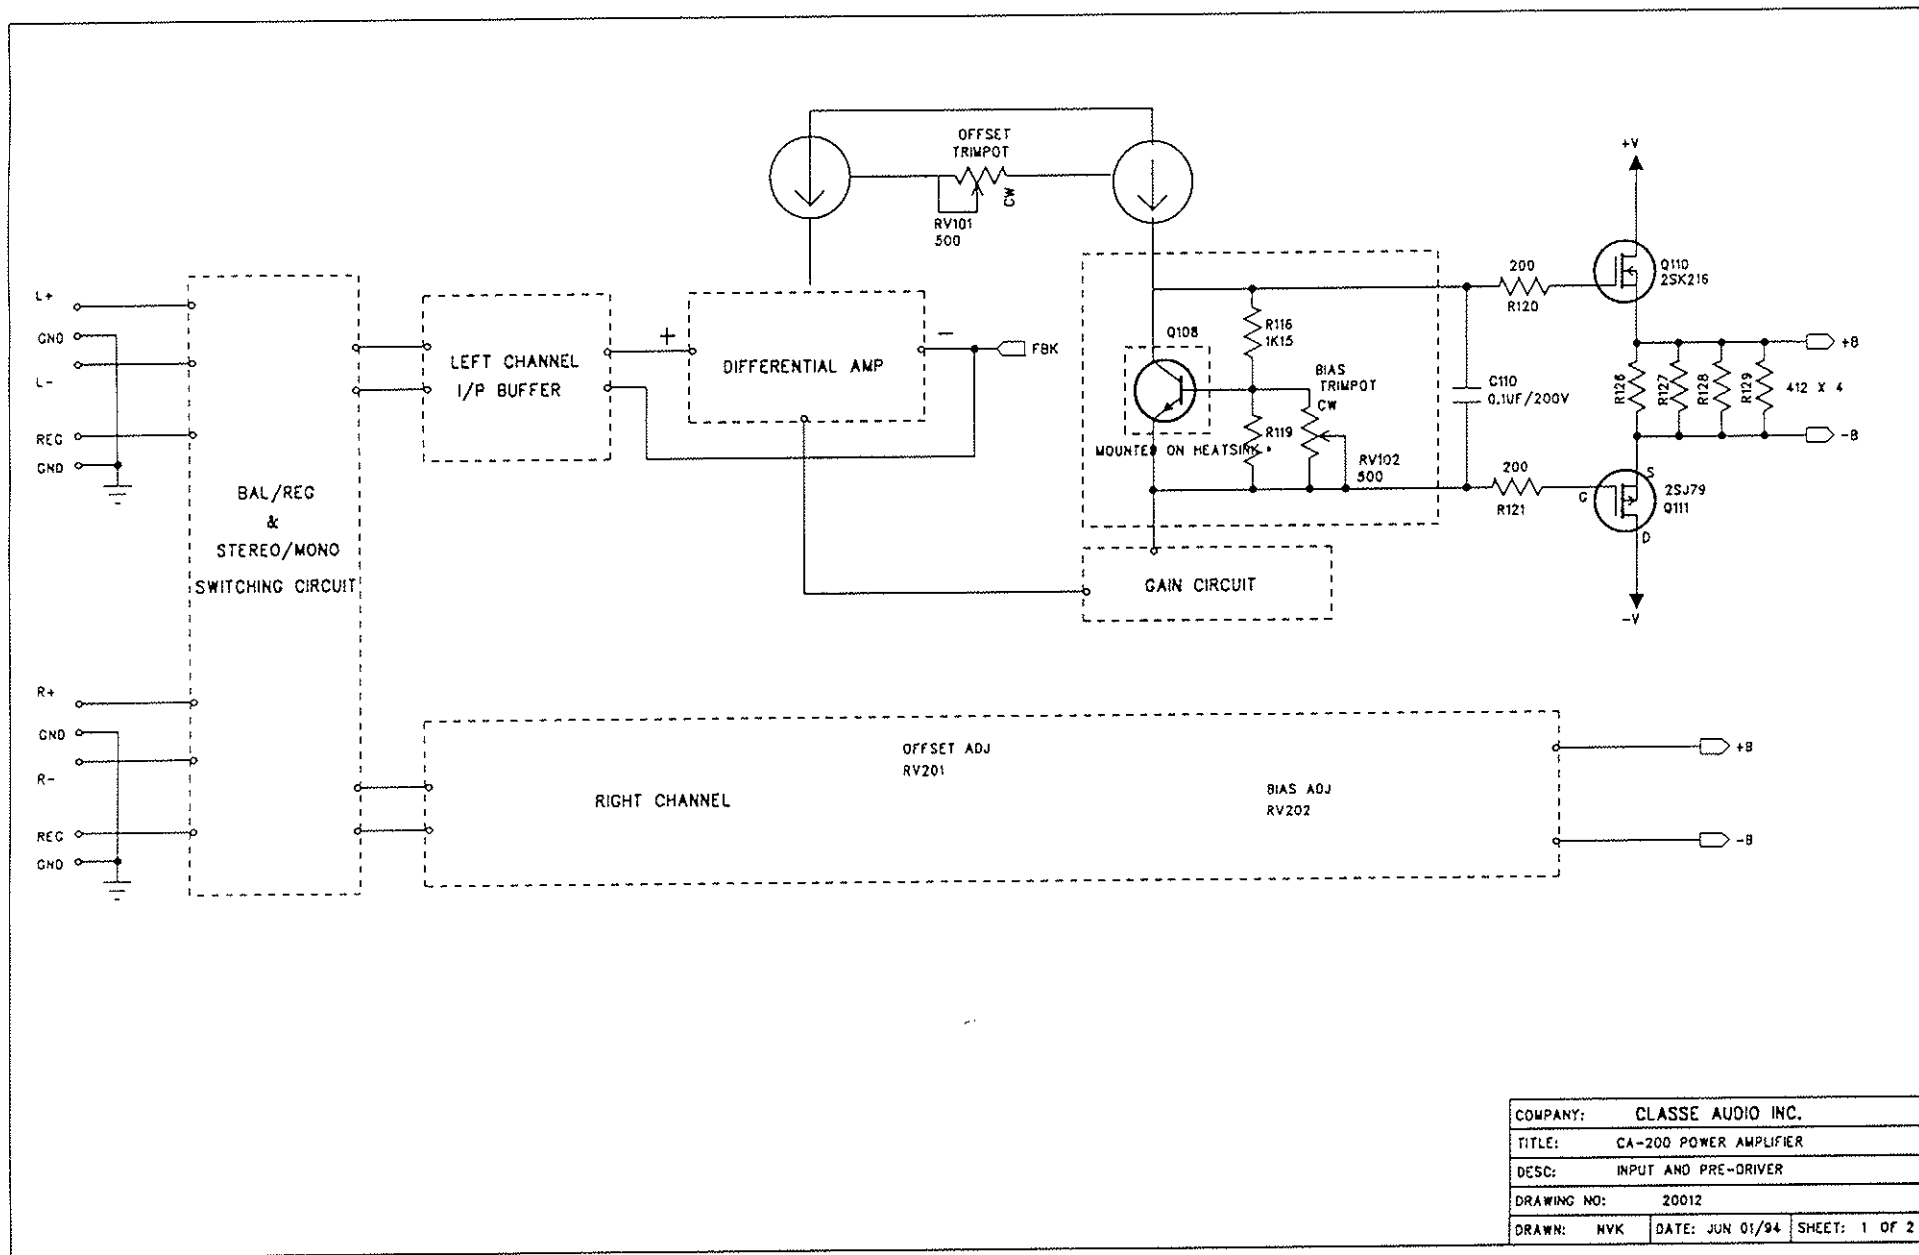 OFFSET
TRIMPOT
CW
RV101
500
+V
Q110
2SK216
200
R120
L+
GND
L-
REG
GND
BAL/REG
&
STEREO/MONO
SWITCHING CIRCUIT
LEFT CHANNEL
I/P BUFFER
+
DIFFERENTIAL AMP
-
FBK
Q108
R116
1K15
BIAS
TRIMPOT
CW
R119
MOUNTED ON HEATSINK
RV102
500
C110
0.1UF/200V
R126
R127
R128
R129
412 X 4
+B
-B
200
R121
G
S
D
2SJ79
Q111
-V
GAIN CIRCUIT
R+
GND
R-
REG
GND
RIGHT CHANNEL
OFFSET ADJ
RV201
BIAS ADJ
RV202
+B
-B
COMPANY: CLASSE AUDIO INC.
TITLE: CA-200 POWER AMPLIFIER
DESC: INPUT AND PRE-DRIVER
DRAWING NO: 20012
DRAWN: NVK DATE: JUN 01/94 SHEET: 1 OF 2